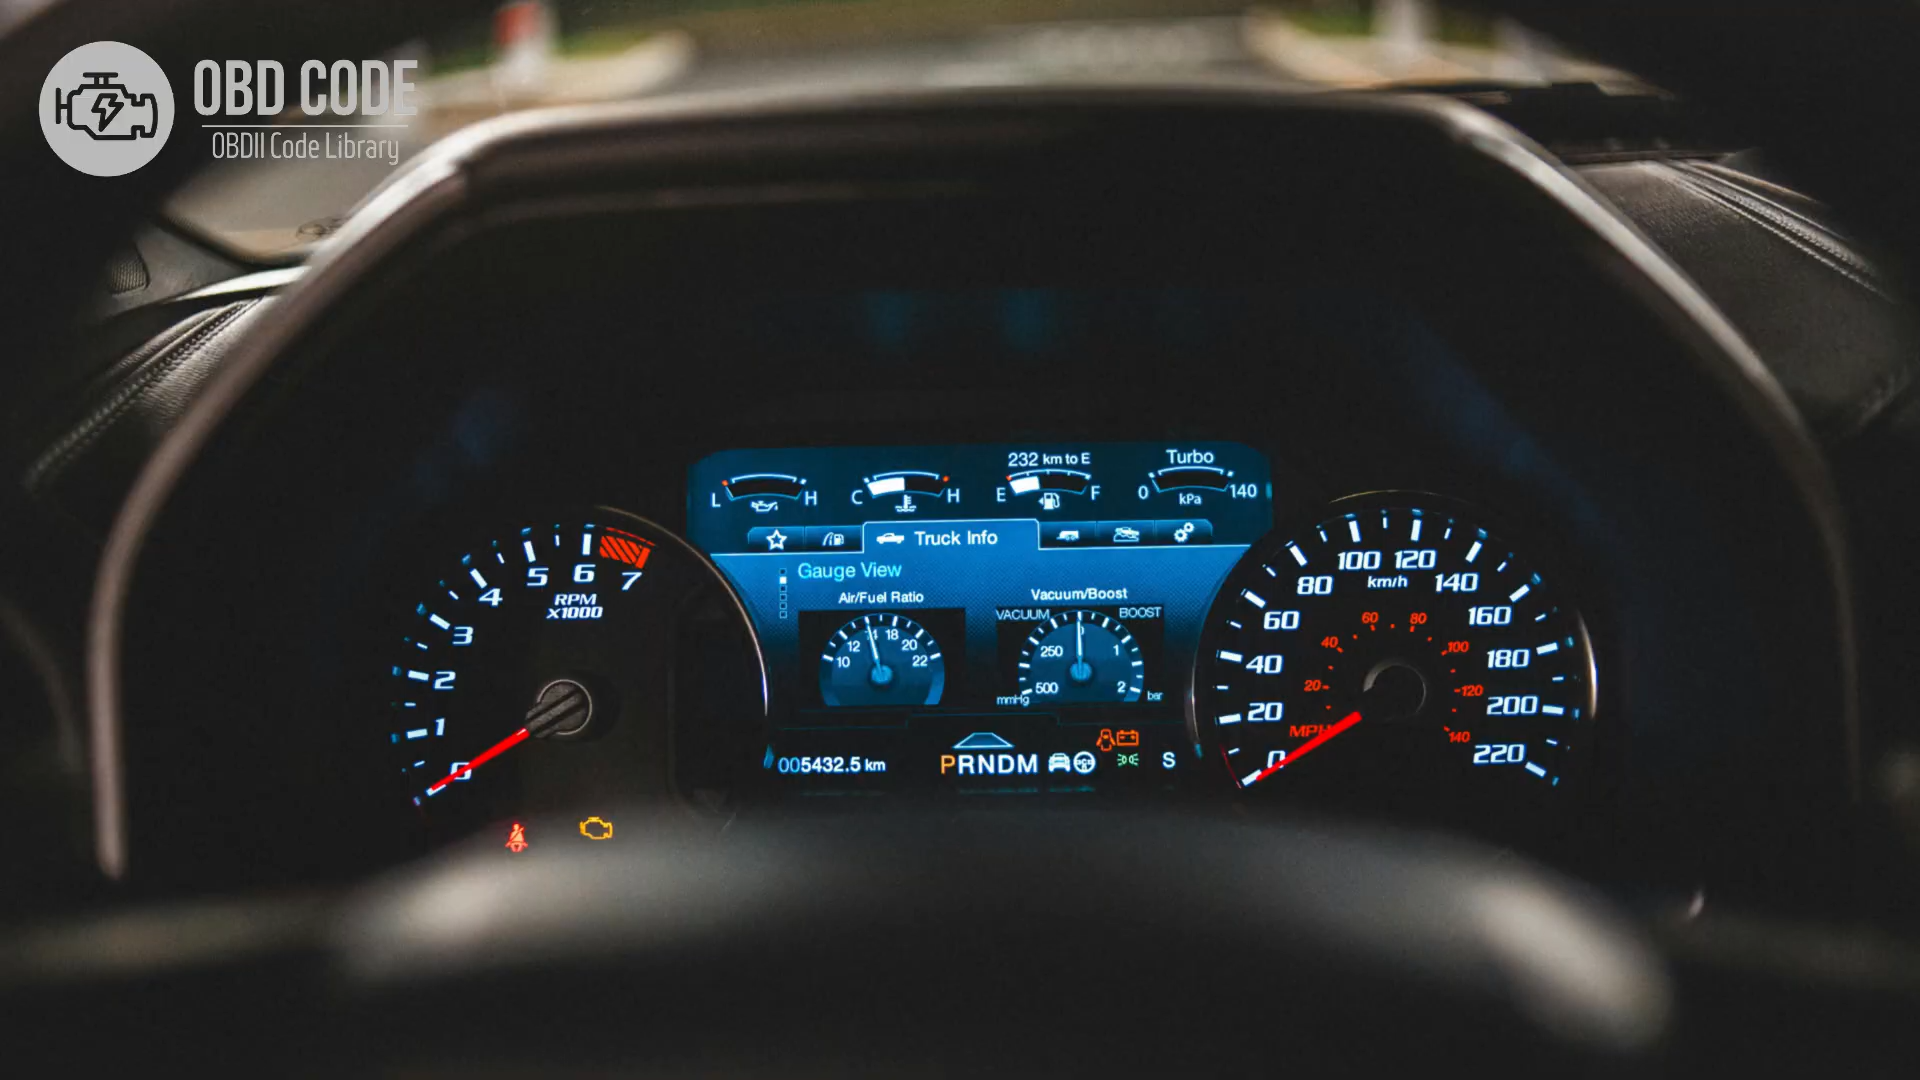 OBD CODE
OBDII Code Library
232 km to E
Turbo
L H
C H
E F
0 140
kPa
Truck Info
Gauge View
Air/Fuel Ratio
10 12 14 18 20 22
Vacuum/Boost
VACUUM BOOST
500 250 0 1 2
mmHg bar
0 1 2 3 4 5 6 7
RPM
X1000
0 20 40 60 80 100 120 140 160 180 200 220
km/h
20 40 60 80 100 120 140
MPH
005432.5 km
PRNDM
S